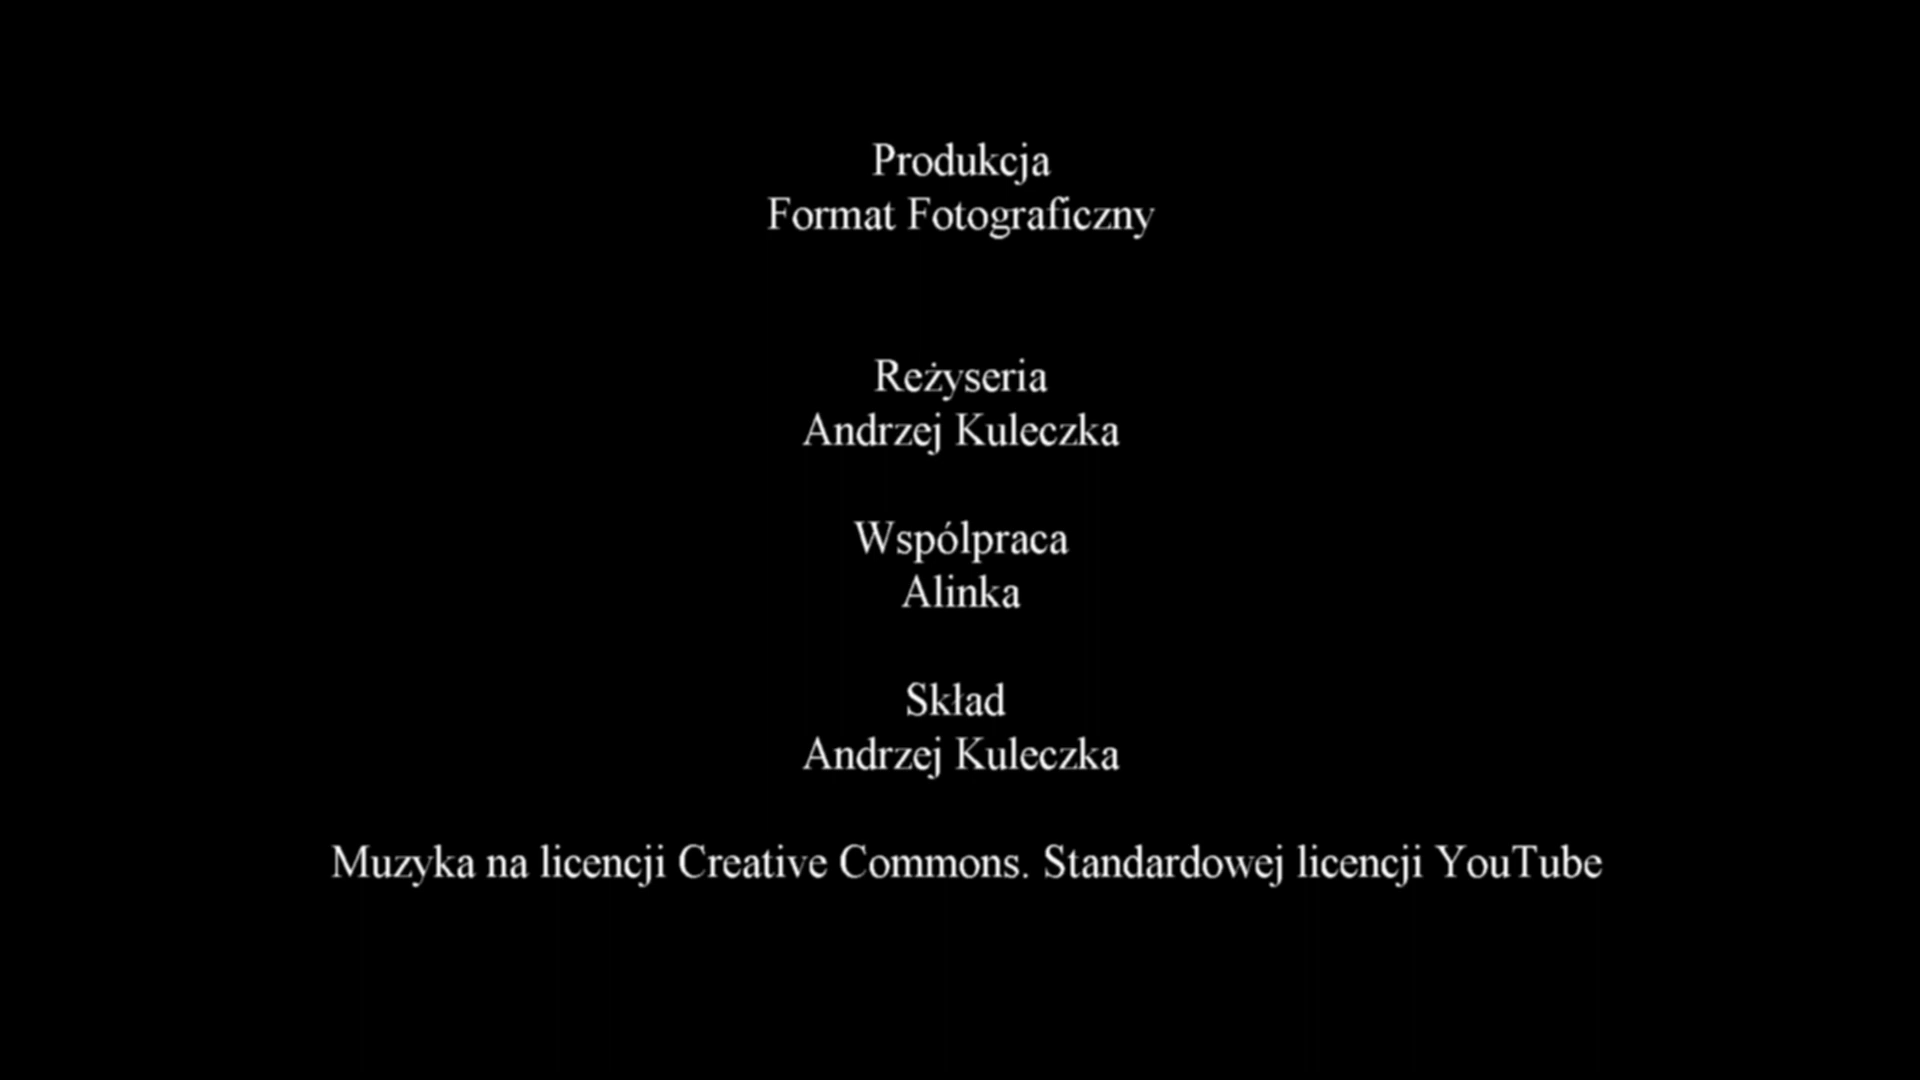 Produkcja
Format Fotograficzny
Reżyseria
Andrzej Kuleczka
Wspólpraca
Alinka
Skład
Andrzej Kuleczka
Muzyka na licencji Creative Commons. Standardowej licencji YouTube